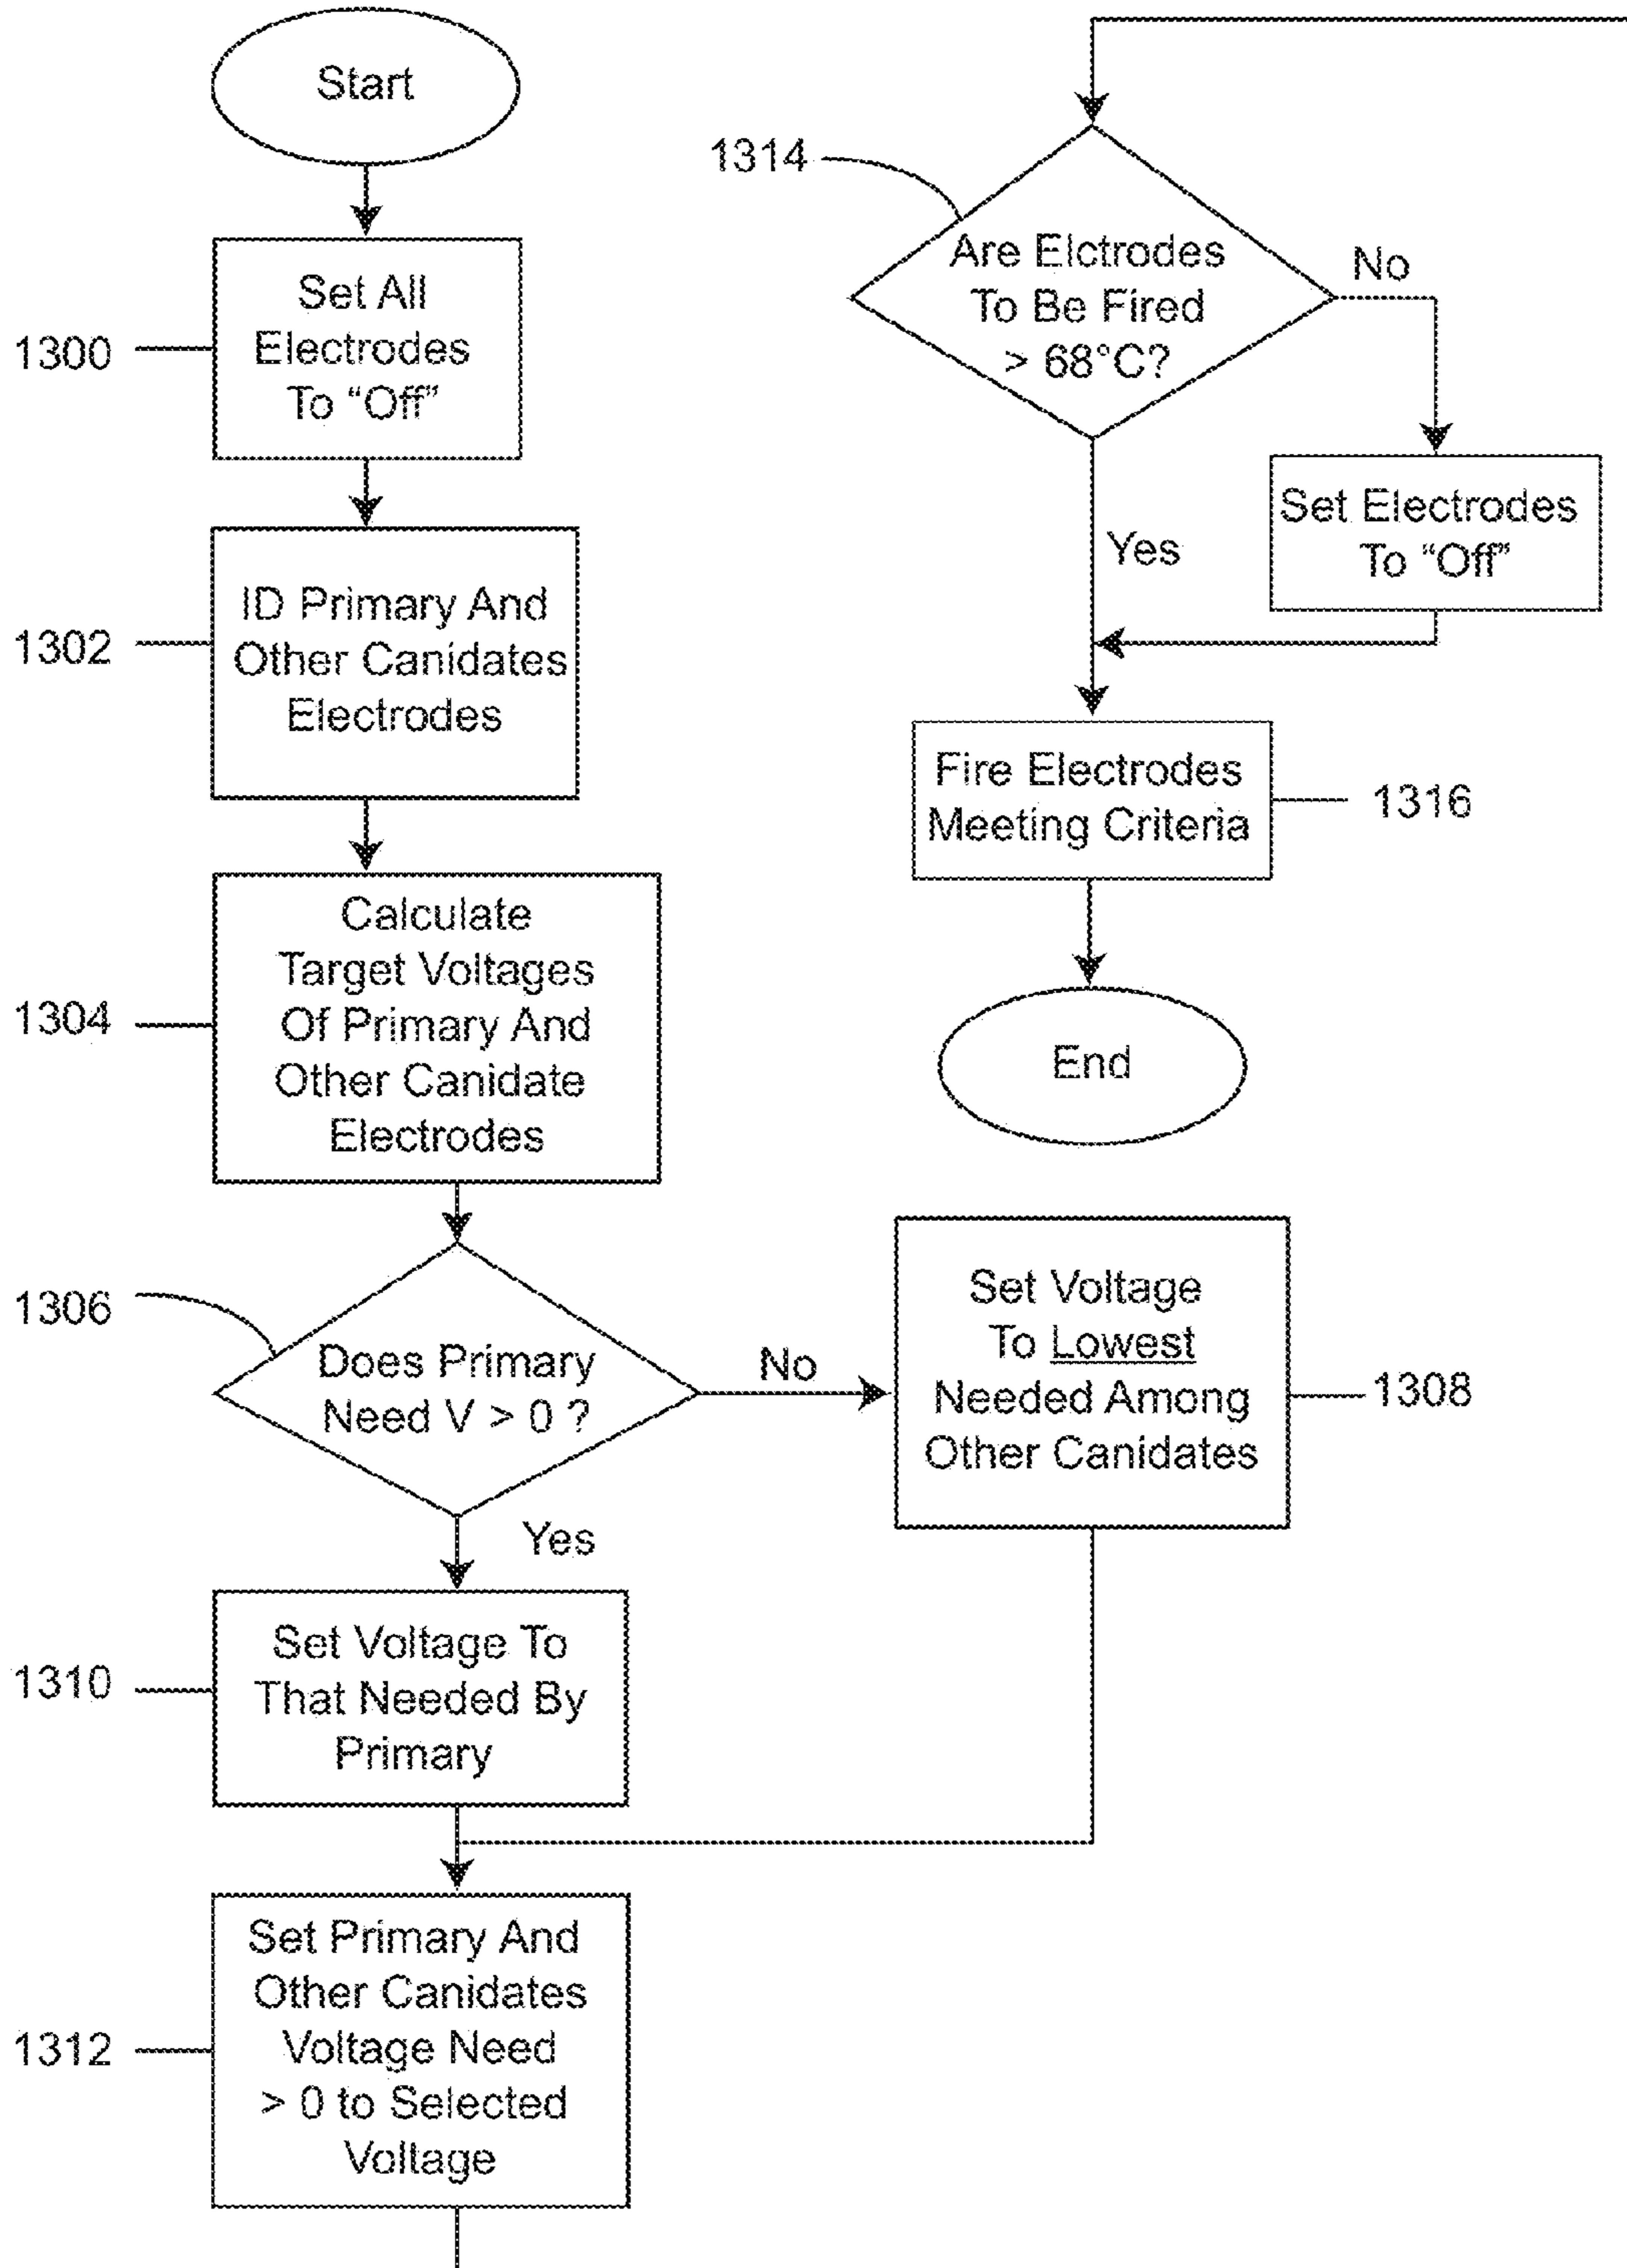 Start
1300
Set All
Electrodes
To “Off”
1302
ID Primary And
Other Canidates
Electrodes
1304
Calculate
Target Voltages
Of Primary And
Other Canidate
Electrodes
1306
Does Primary
Need V > 0 ?
No
Yes
Set Voltage
To Lowest
Needed Among
Other Canidates
1308
1310
Set Voltage To
That Needed By
Primary
1312
Set Primary And
Other Canidates
Voltage Need
> 0 to Selected
Voltage
1314
Are Elctrodes
To Be Fired
> 68°C?
No
Yes
Set Electrodes
To “Off”
Fire Electrodes
Meeting Criteria
1316
End